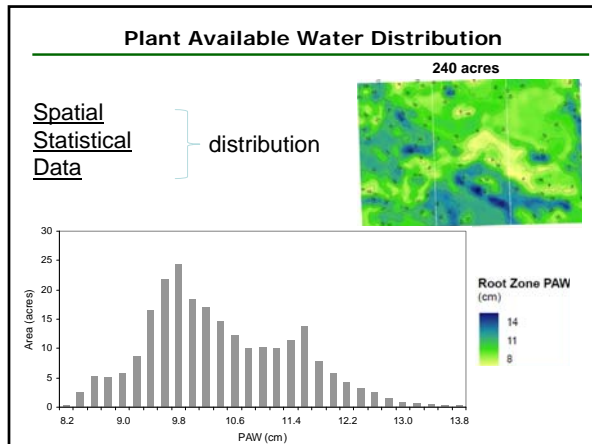 Plant Available Water Distribution
240 acres
Spatial
Statistical
Data
distribution
Root Zone PAW
(cm)
14
11
8
30
25
20
15
10
5
0
Area (acres)
8.2 9.0 9.8 10.6 11.4 12.2 13.0 13.8
PAW (cm)